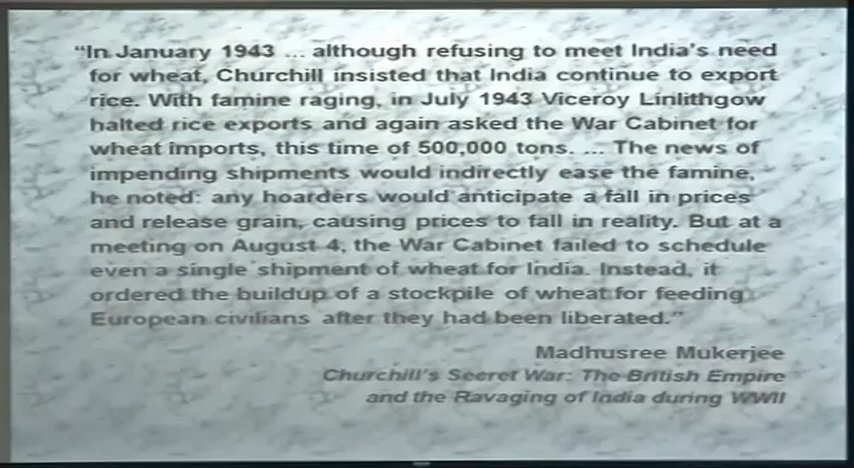 “In January 1943 ... although refusing to meet India's need
for wheat, Churchill insisted that India continue to export
rice. With famine raging, in July 1943 Viceroy Linlithgow
halted rice exports and again asked the War Cabinet for
wheat imports, this time of 500,000 tons. ... The news of
impending shipments would indirectly ease the famine,
he noted: any hoarders would anticipate a fall in prices
and release grain, causing prices to fall in reality. But at a
meeting on August 4, the War Cabinet failed to schedule
even a single shipment of wheat for India. Instead, it
ordered the buildup of a stockpile of wheat for feeding
European civilians after they had been liberated.”
Madhusree Mukerjee
Churchill's Secret War: The British Empire
and the Ravaging of India during WWII